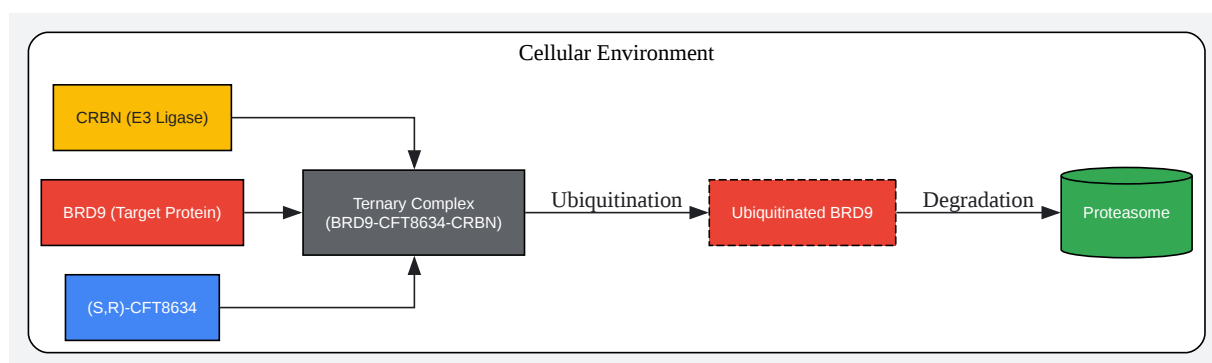 Cellular Environment
CRBN (E3 Ligase)
BRD9 (Target Protein)
(S,R)-CFT8634
Ternary Complex
(BRD9-CFT8634-CRBN)
Ubiquitination
Ubiquitinated BRD9
Degradation
Proteasome